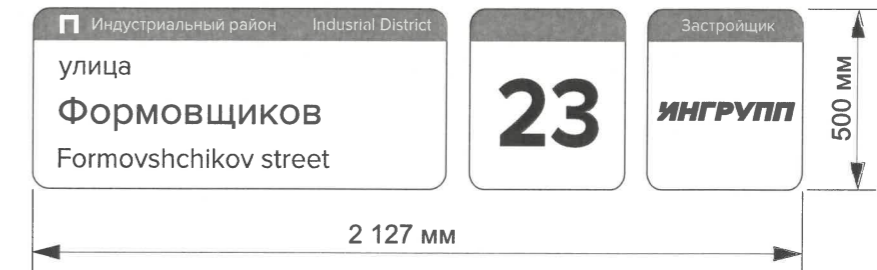 П Индустриальный район Indusrial District
улица
Формовщиков
Formovshchikov street
23
Застройщик
ИНГРУПП
500 мм
2 127 мм